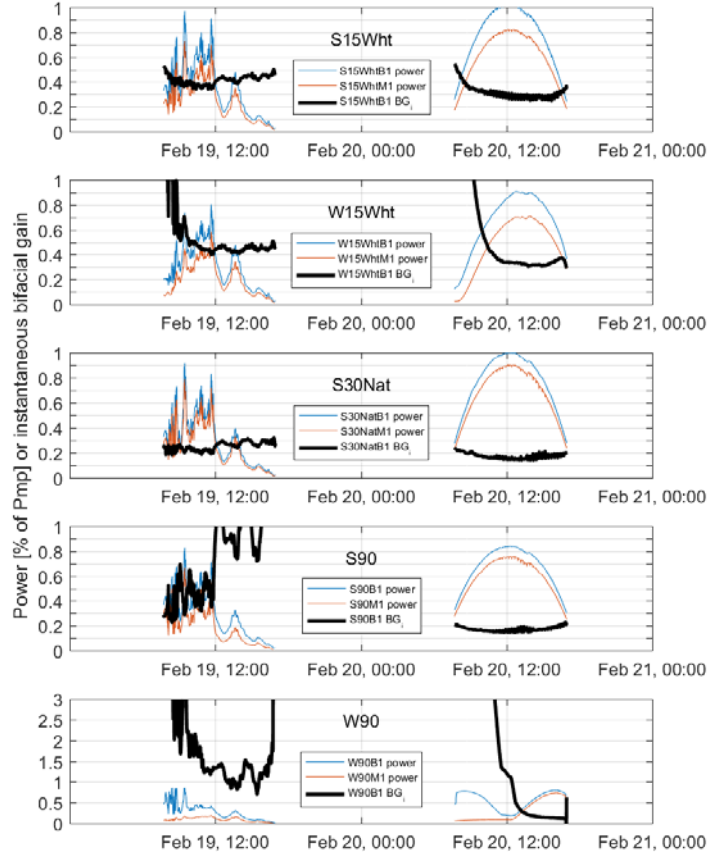 Power [% of Pmp] or instantaneous bifacial gain
1
0.8
0.6
0.4
0.2
0
S15Wht
S15WhtB1 power
S15WhtM1 power
S15WhtB1 BGi
Feb 19, 12:00 Feb 20, 00:00 Feb 20, 12:00 Feb 21, 00:00
1
0.8
0.6
0.4
0.2
0
W15Wht
W15WhtB1 power
W15WhtM1 power
W15WhtB1 BGi
Feb 19, 12:00 Feb 20, 00:00 Feb 20, 12:00 Feb 21, 00:00
1
0.8
0.6
0.4
0.2
0
S30Nat
S30NatB1 power
S30NatM1 power
S30NatB1 BGi
Feb 19, 12:00 Feb 20, 00:00 Feb 20, 12:00 Feb 21, 00:00
1
0.8
0.6
0.4
0.2
0
S90
S90B1 power
S90M1 power
S90B1 BGi
Feb 19, 12:00 Feb 20, 00:00 Feb 20, 12:00 Feb 21, 00:00
3
2.5
2
1.5
1
0.5
0
W90
W90B1 power
W90M1 power
W90B1 BGi
Feb 19, 12:00 Feb 20, 00:00 Feb 20, 12:00 Feb 21, 00:00